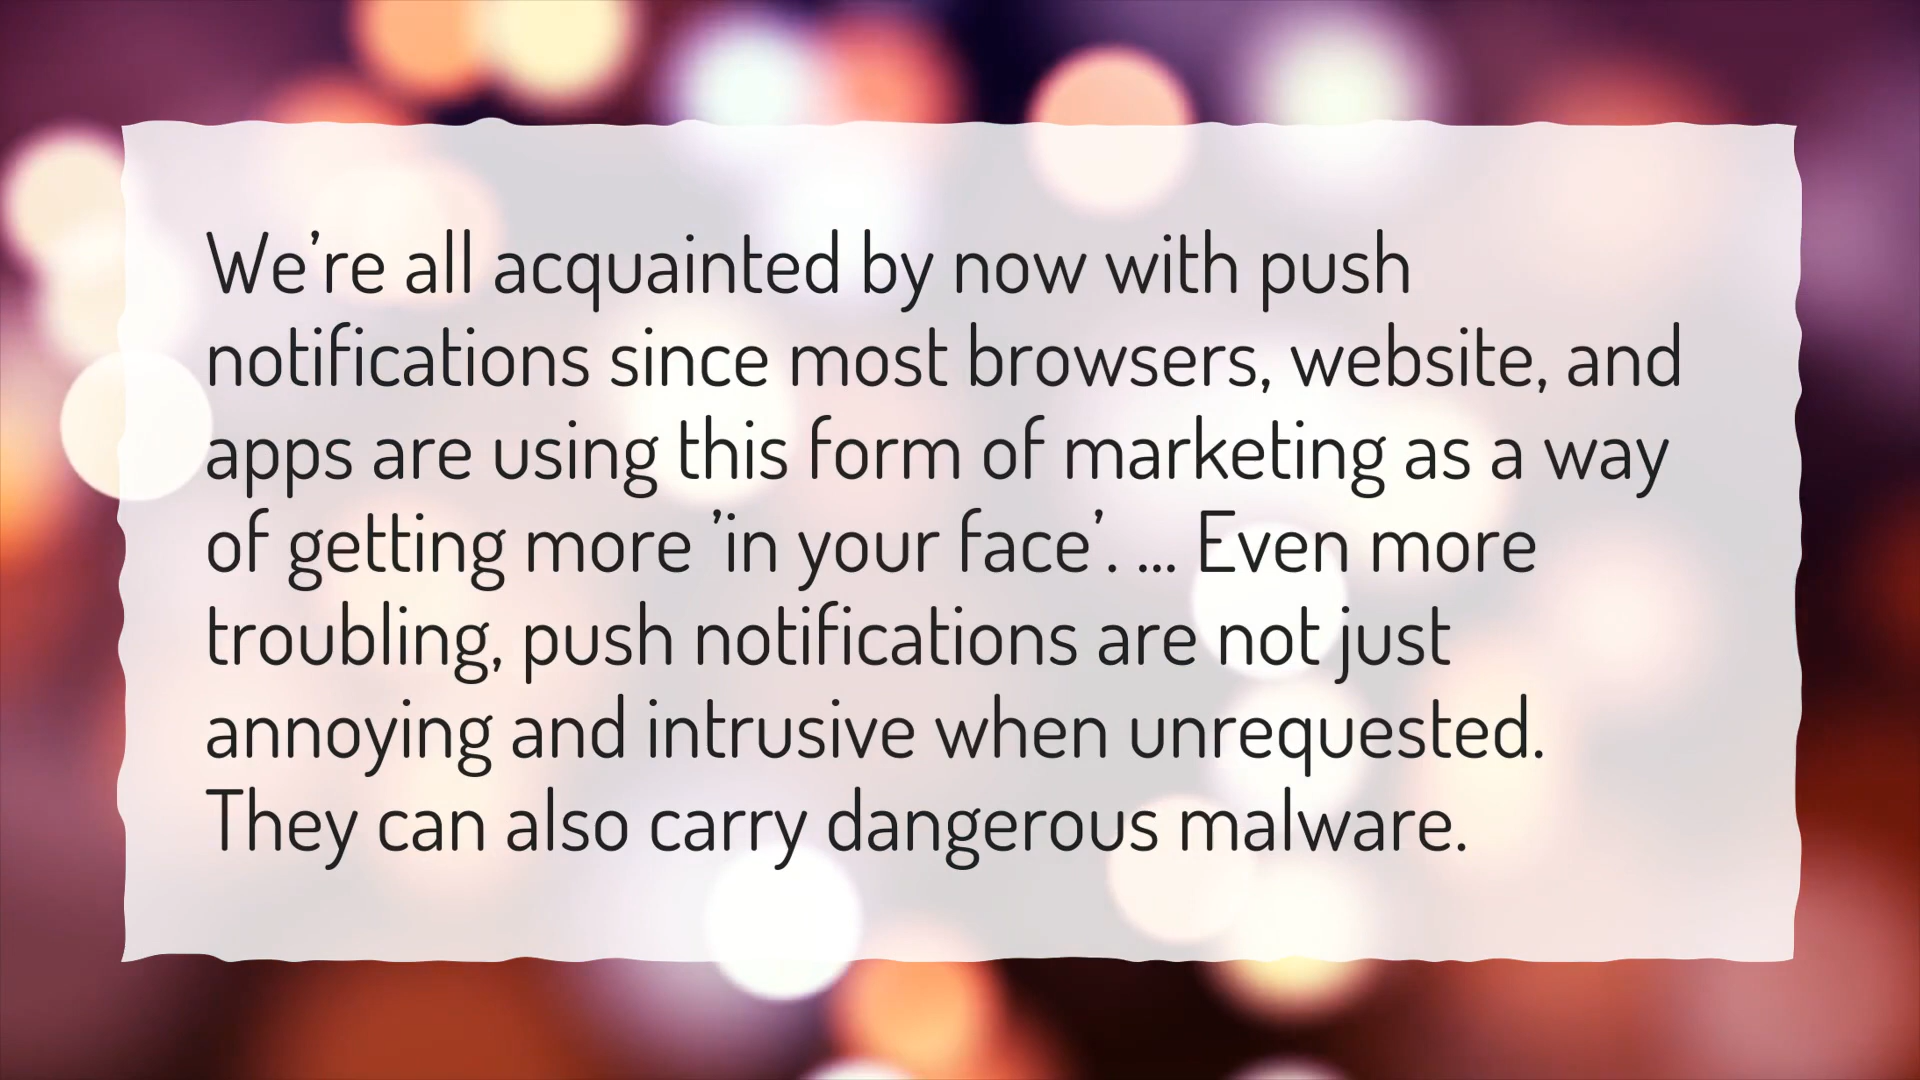 We’re all acquainted by now with push
notifications since most browsers, website, and
apps are using this form of marketing as a way
of getting more ’in your face’. ... Even more
troubling, push notifications are not just
annoying and intrusive when unrequested.
They can also carry dangerous malware.